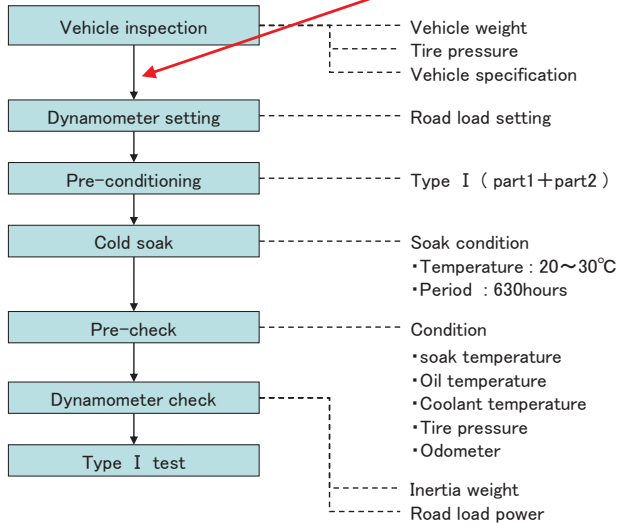 Vehicle inspection
Vehicle weight
Tire pressure
Vehicle specification
Dynamometer setting
Road load setting
Pre-conditioning
Type Ⅰ ( part1+part2 )
Cold soak
Soak condition
・Temperature : 20～30℃
・Period : 630hours
Pre-check
Condition
・soak temperature
・Oil temperature
・Coolant temperature
・Tire pressure
・Odometer
Dynamometer check
Type Ⅰ test
Inertia weight
Road load power